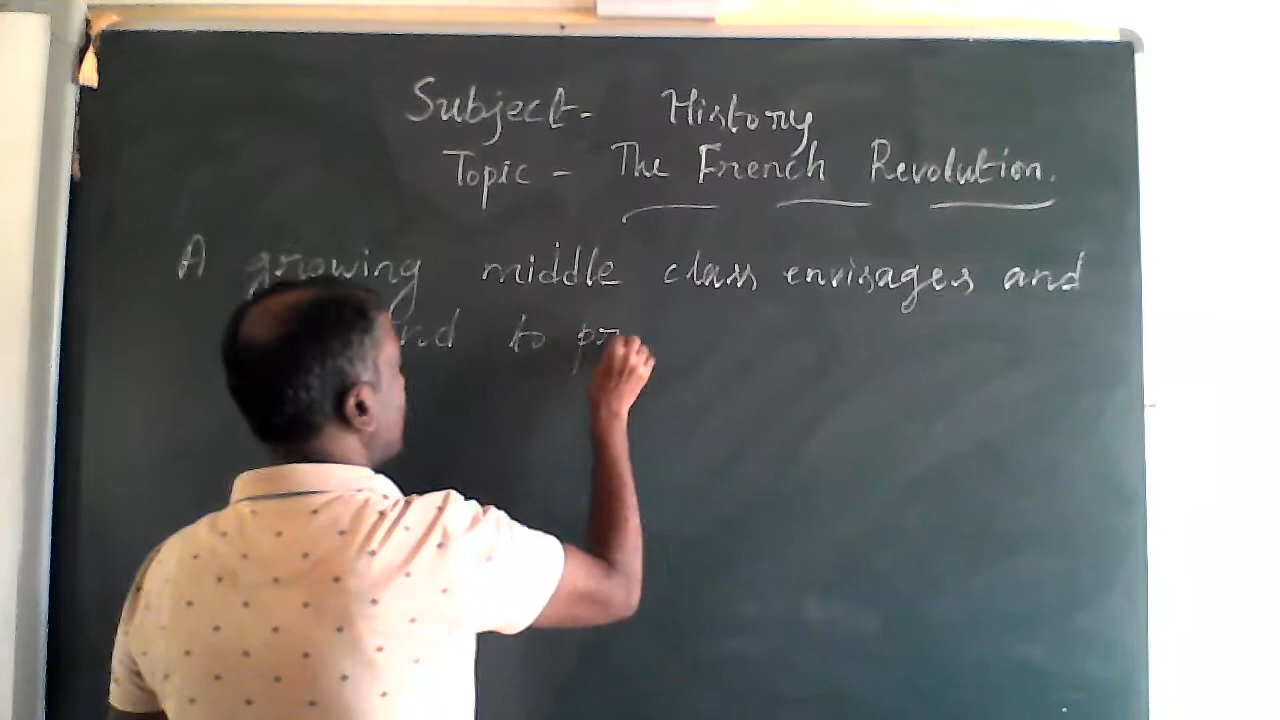 Subject- History
Topic - The French Revolution.
A growing middle class envisages and
to